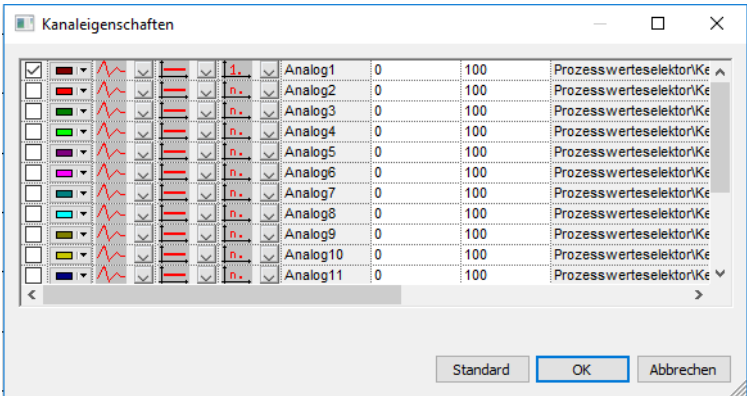 Kanaleigenschaften
1. Analog1 0 100 Prozesswerteselektor\Ke
n. Analog2 0 100 Prozesswerteselektor\Ke
n. Analog3 0 100 Prozesswerteselektor\Ke
n. Analog4 0 100 Prozesswerteselektor\Ke
n. Analog5 0 100 Prozesswerteselektor\Ke
n. Analog6 0 100 Prozesswerteselektor\Ke
n. Analog7 0 100 Prozesswerteselektor\Ke
n. Analog8 0 100 Prozesswerteselektor\Ke
n. Analog9 0 100 Prozesswerteselektor\Ke
n. Analog10 0 100 Prozesswerteselektor\Ke
n. Analog11 0 100 Prozesswerteselektor\Ke
Standard OK Abbrechen